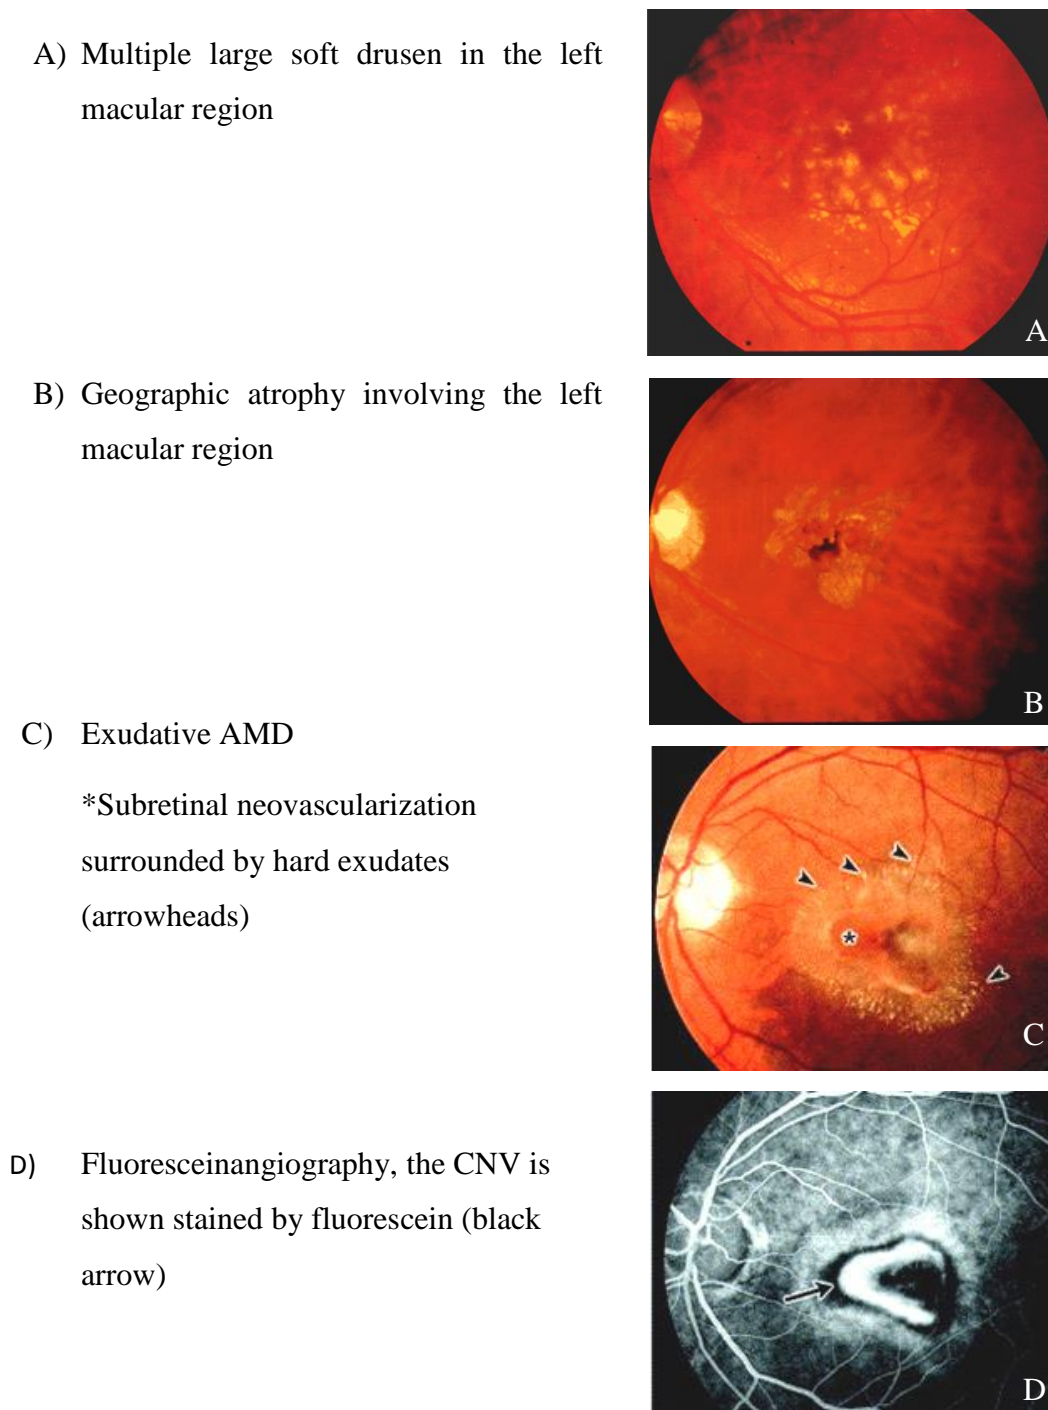 A) Multiple large soft drusen in the left
macular region
A
B) Geographic atrophy involving the left
macular region
B
C) Exudative AMD
*Subretinal neovascularization
surrounded by hard exudates
(arrowheads)
*
C
D) Fluoresceinangiography, the CNV is
shown stained by fluorescein (black
arrow)
D